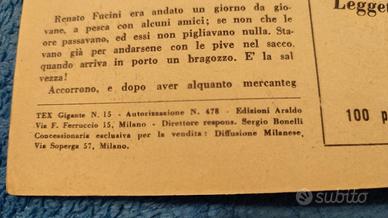 Renato Fucini era andato un giorno da gio-
vane, a pesca con alcuni amici; se non che le
ore passavano, ed essi non pigliavano nulla. Sta-
vano già per andarsene con le pive nel sacco.
quando arriva in porto un bragozzo. E' la sal
vezza!
Accorrono, e dopo aver alquanto mercanteg
TEX Gigante N. 15 - Autorizzazione N. 478 - Edizioni Araldo
Via F. Ferruccio 15, Milano - Direttore respons. Sergio Bonelli
Concessionaria esclusiva per la vendita: Diffusione Milanese,
Via Soperga 57, Milano.
Legget
100 p
subito